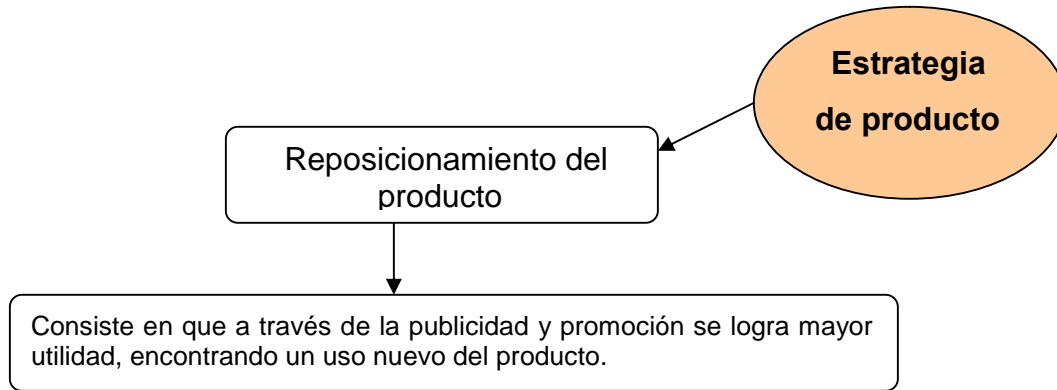 Estrategia
de producto
Reposicionamiento del
producto
Consiste en que a través de la publicidad y promoción se logra mayor
utilidad, encontrando un uso nuevo del producto.